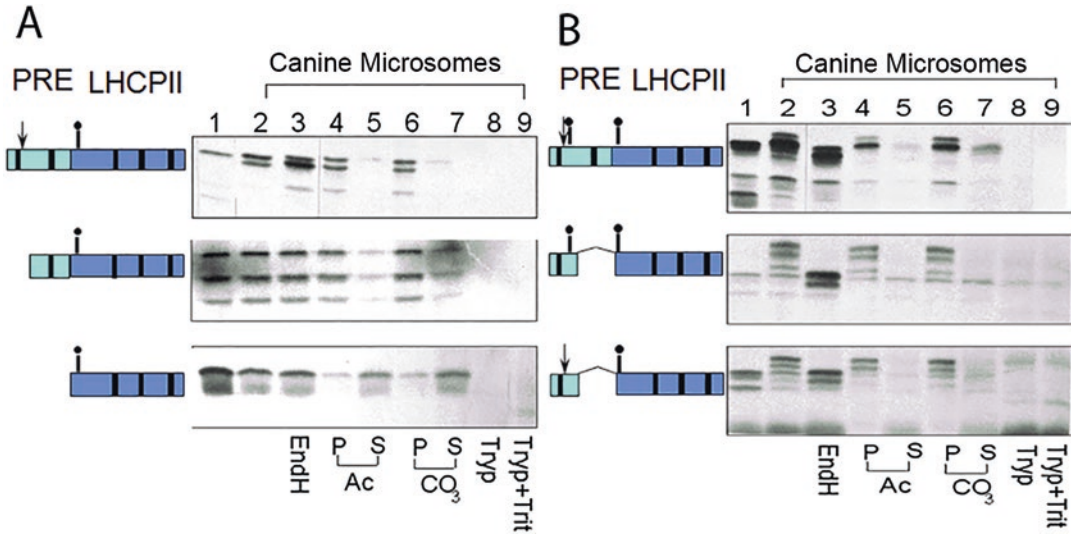 A
PRE LHCPII
Canine Microsomes
1 2 3 4 5 6 7 8 9
EndH
P S
Ac
P S
CO3
Tryp
Tryp+Trit
B
PRE LHCPII
Canine Microsomes
1 2 3 4 5 6 7 8 9
EndH
P S
Ac
P S
CO3
Tryp
Tryp+Trit